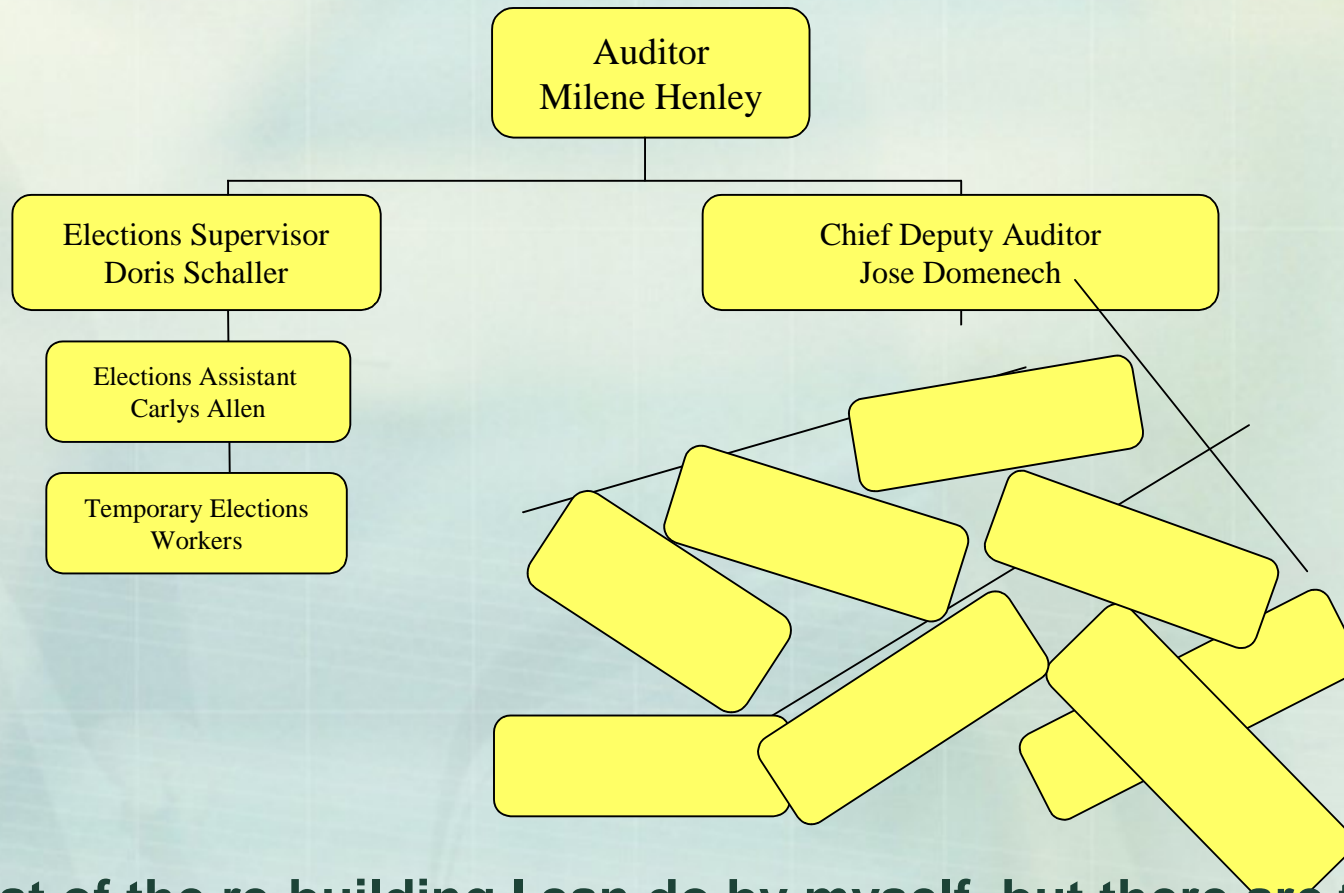 Auditor
Milene Henley
Elections Supervisor
Doris Schaller
Chief Deputy Auditor
Jose Domenech
Elections Assistant
Carlys Allen
Temporary Elections
Workers
of the re-building I can do by myself, but there are